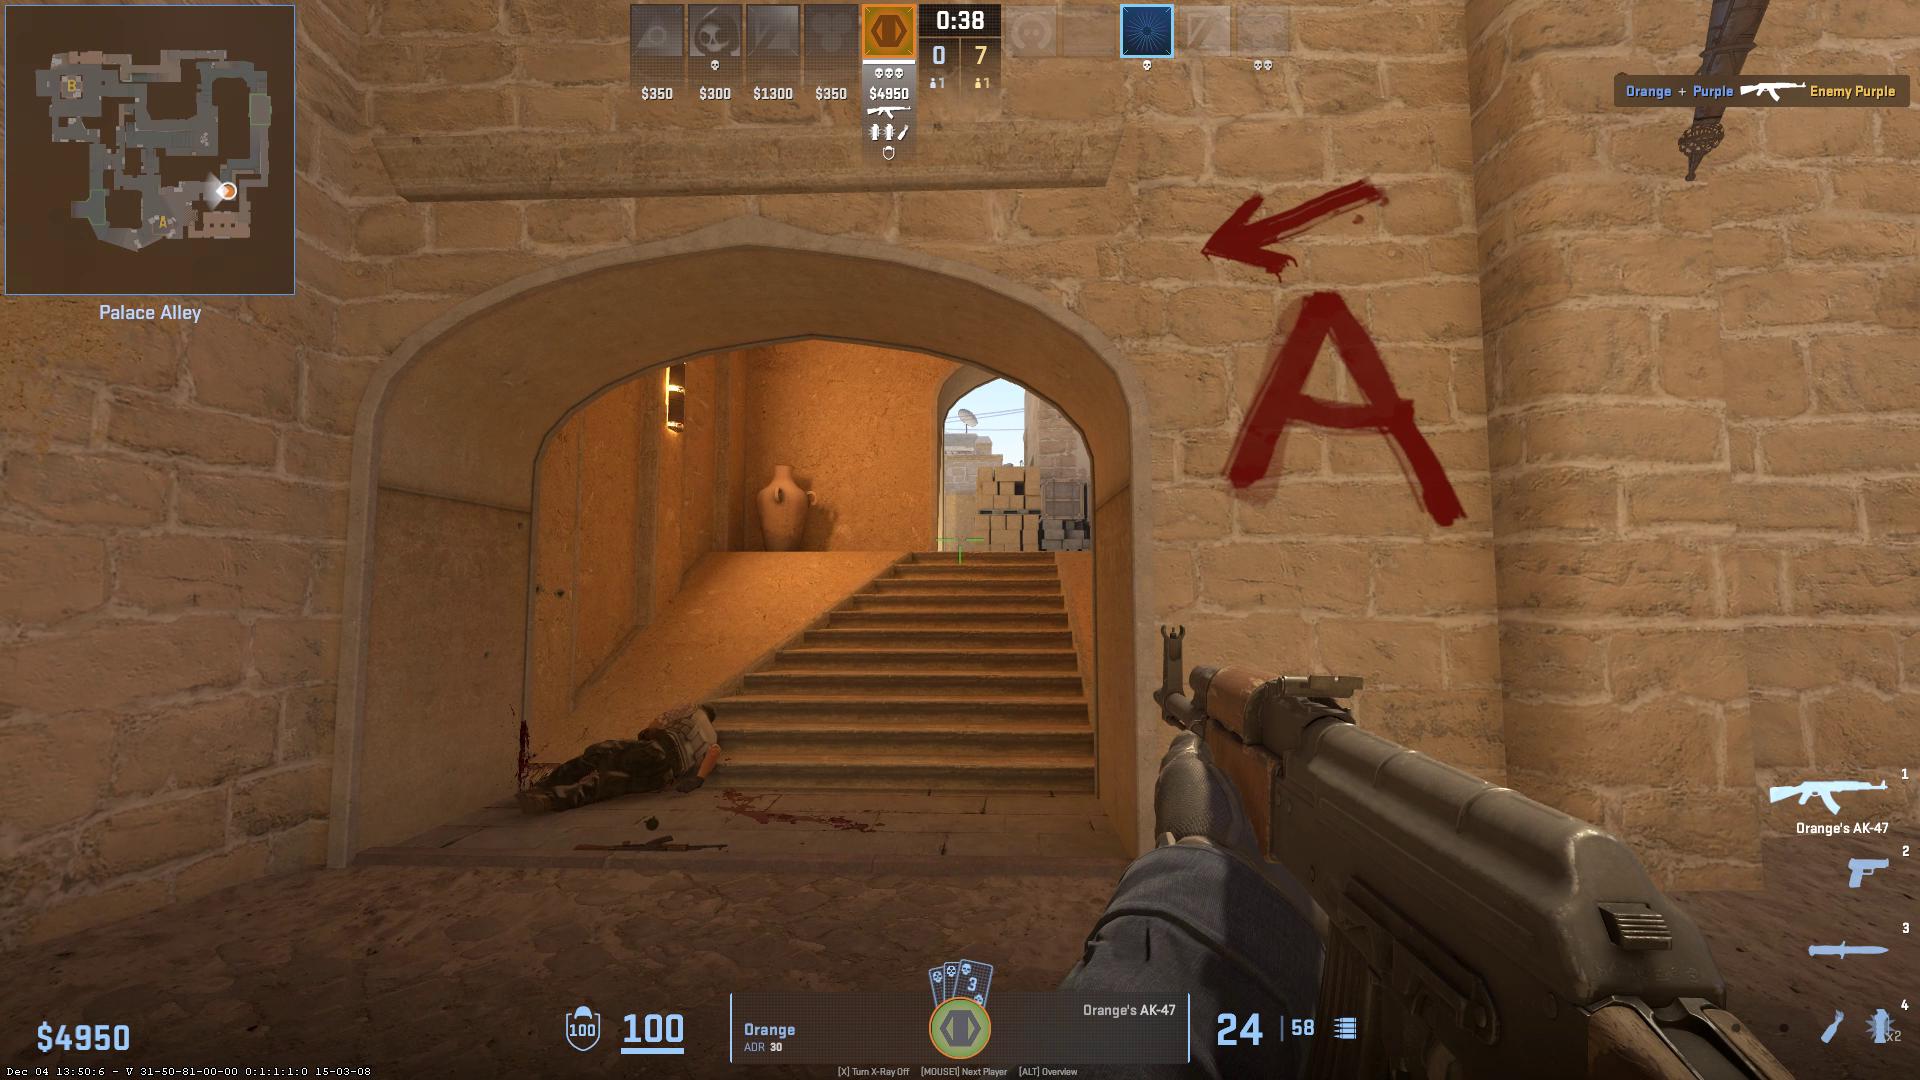 B
A
Palace Alley
$350
$300
$1300
$350
$4950
0:38
0 7
1 1
Orange + Purple Enemy Purple
A
1
Orange's AK-47
2
3
4
x2
$4950
100
100
3
Orange
ADR 30
Orange's AK-47
24 | 58
[X] Turn X-Ray Off [MOUSE1] Next Player [ALT] Overview
Dec 04 13:50:6 - V 31-50-81-00-00 0:1:1:1:0 15-03-08